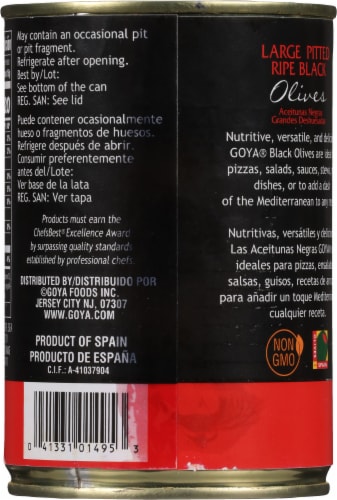 May contain an occasional pit
or pit fragment.
Refrigerate after opening.
Best by/Lot:
See bottom of the can
REG. SAN: See lid
Puede contener ocasionalmente
hueso o fragmentos de huesos.
Refrigere después de abrir.
Consumir preferentemente
antes del/Lote:
Ver base de la lata
REG. SAN: Ver tapa
Products must earn the
ChefsBest® Excellence Award
by surpassing quality standards
established by professional chefs.
DISTRIBUTED BY/DISTRIBUIDO POR
©GOYA FOODS INC.
JERSEY CITY NJ, 07307
WWW.GOYA.COM
PRODUCT OF SPAIN
PRODUCTO DE ESPAÑA
C.I.F.: A-41037904
0 41331 01495 3
LARGE PITTED
RIPE BLACK
Olives
Aceitunas Negras
Grandes Deshuesadas
Nutritive, versatile, and
GOYA® Black Olives are
pizzas, salads, sauces,
dishes, or to add a
of the Mediterranean to any
Nutritivas, versátiles y
Las Aceitunas Negras GOYA
ideales para pizzas,
salsas, guisos, recetas de
para añadir un toque
cualquier receta.
NON
GMO